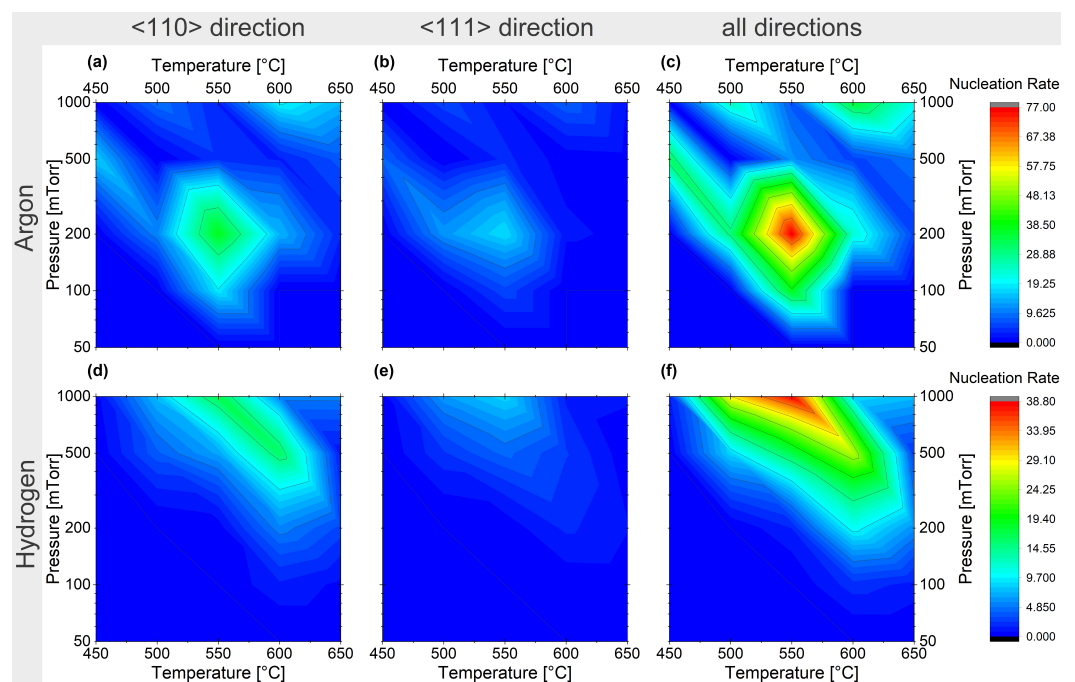 <110> direction <111> direction all directions
(a) (b) (c)
Temperature [°C] Temperature [°C] Temperature [°C]
450 500 550 600 650 450 500 550 600 650 450 500 550 600 650
Argon
Pressure [mTorr]
1000
500
200
100
50
1000
500
200
100
50
Pressure [mTorr]
Nucleation Rate
77.00
67.38
57.75
48.13
38.50
28.88
19.25
9.625
0.000
(d) (e) (f)
Hydrogen
Pressure [mTorr]
1000
500
200
100
50
1000
500
200
100
50
Pressure [mTorr]
Nucleation Rate
38.80
33.95
29.10
24.25
19.40
14.55
9.700
4.850
0.000
450 500 550 600 650 450 500 550 600 650 450 500 550 600 650
Temperature [°C] Temperature [°C] Temperature [°C]